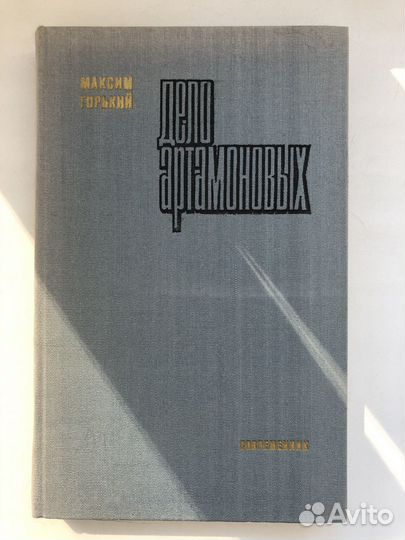 МАКСИМ
ГОРЬКИЙ
дело
артамоновых
СОВРЕМЕННИК
Avito